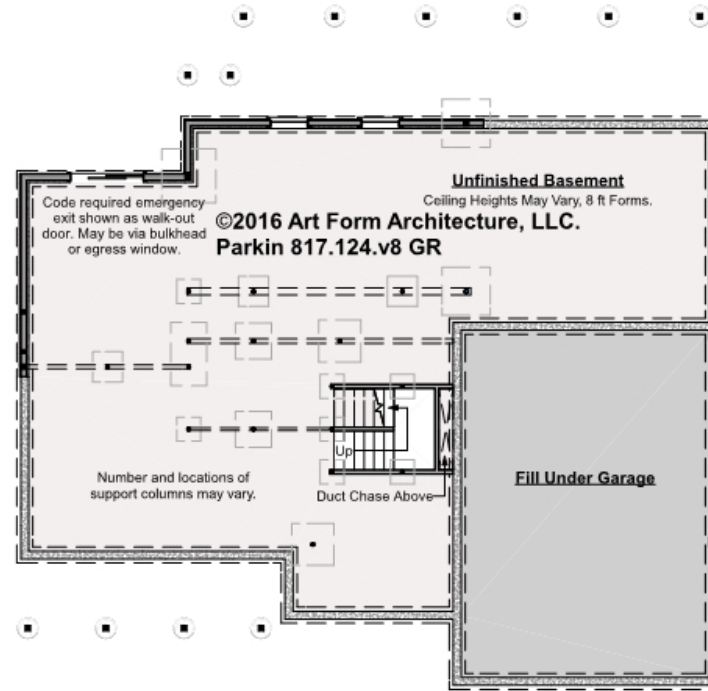 Unfinished Basement
Ceiling Heights May Vary, 8 ft Forms.
Code required emergency
exit shown as walk-out
door. May be via bulkhead
or egress window.
©2016 Art Form Architecture, LLC.
Parkin 817.124.v8 GR
Up
Number and locations of
support columns may vary.
Duct Chase Above
Fill Under Garage